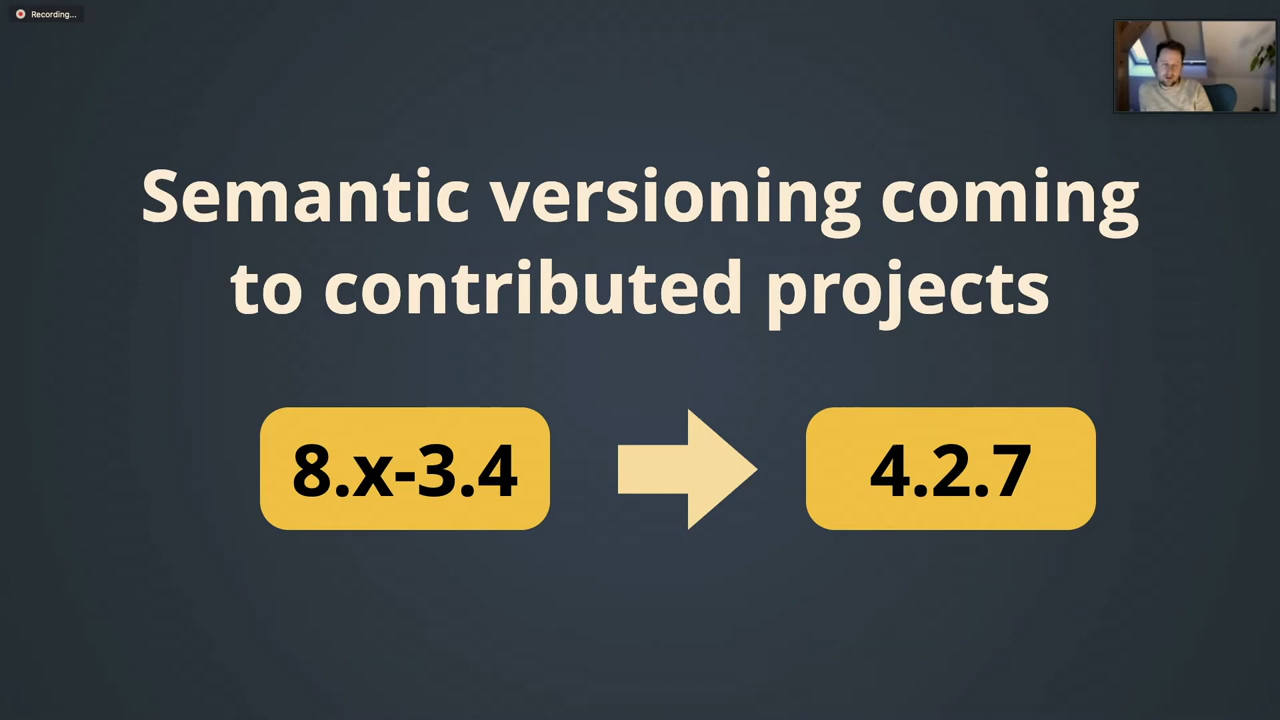 Recording...
Semantic versioning coming
to contributed projects
8.x-3.4
4.2.7